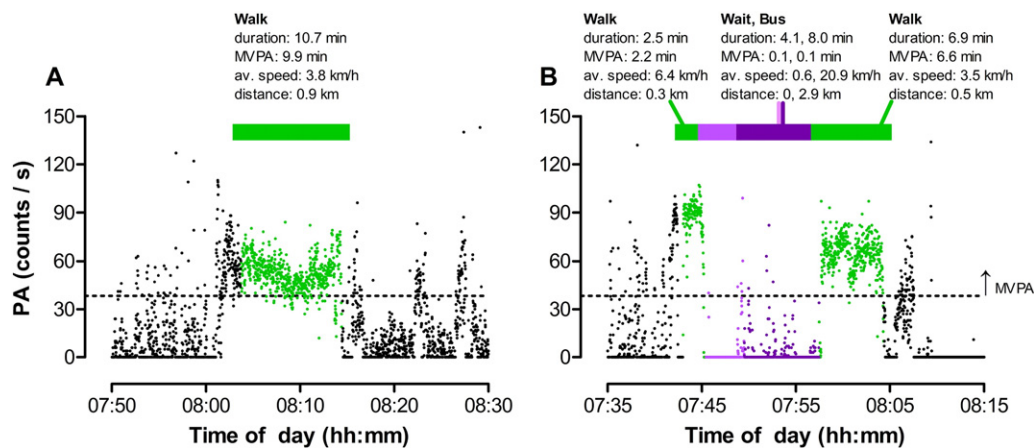 A
Walk
duration: 10.7 min
MVPA: 9.9 min
av. speed: 3.8 km/h
distance: 0.9 km
PA (counts / s)
150
120
90
60
30
0
07:50 08:00 08:10 08:20 08:30
Time of day (hh:mm)
B
Walk
duration: 2.5 min
MVPA: 2.2 min
av. speed: 6.4 km/h
distance: 0.3 km
Wait, Bus
duration: 4.1, 8.0 min
MVPA: 0.1, 0.1 min
av. speed: 0.6, 20.9 km/h
distance: 0, 2.9 km
Walk
duration: 6.9 min
MVPA: 6.6 min
av. speed: 3.5 km/h
distance: 0.5 km
150
120
90
60
30
0
MVPA
07:35 07:45 07:55 08:05 08:15
Time of day (hh:mm)